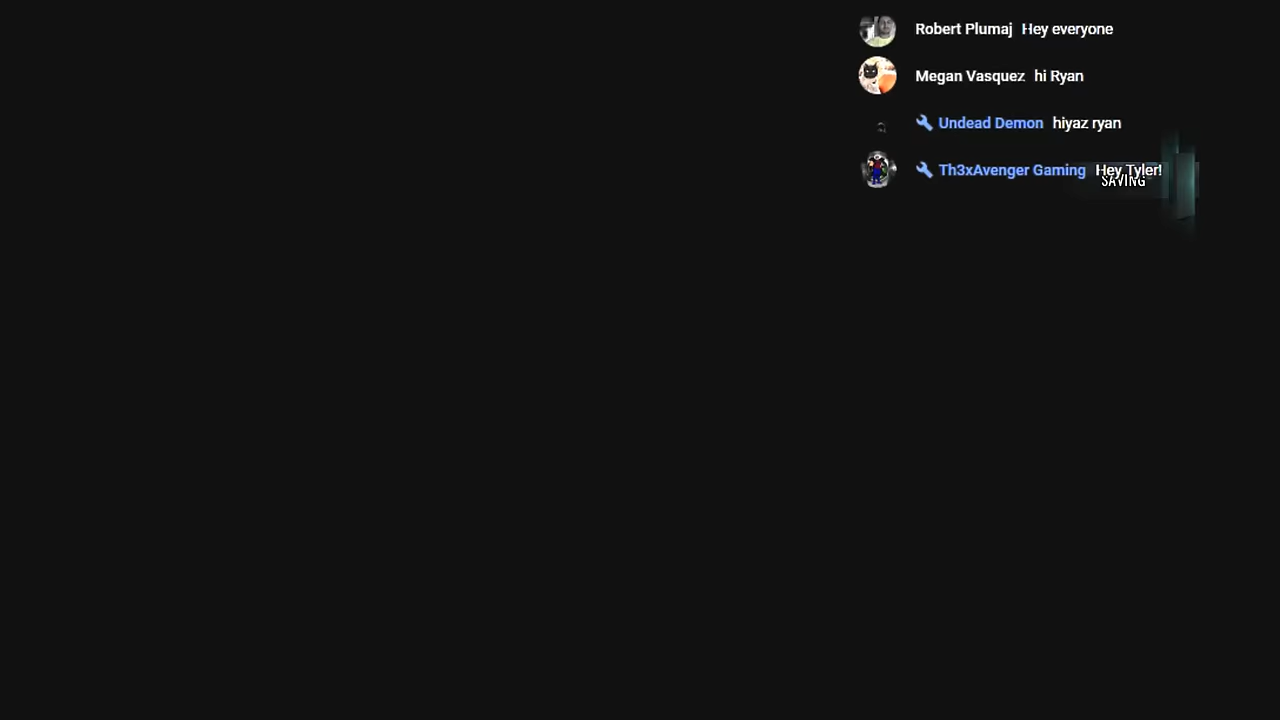 Robert Plumaj Hey everyone
Megan Vasquez hi Ryan
Undead Demon hiyaz ryan
Th3xAvenger Gaming Hey Tyler!
SAVING